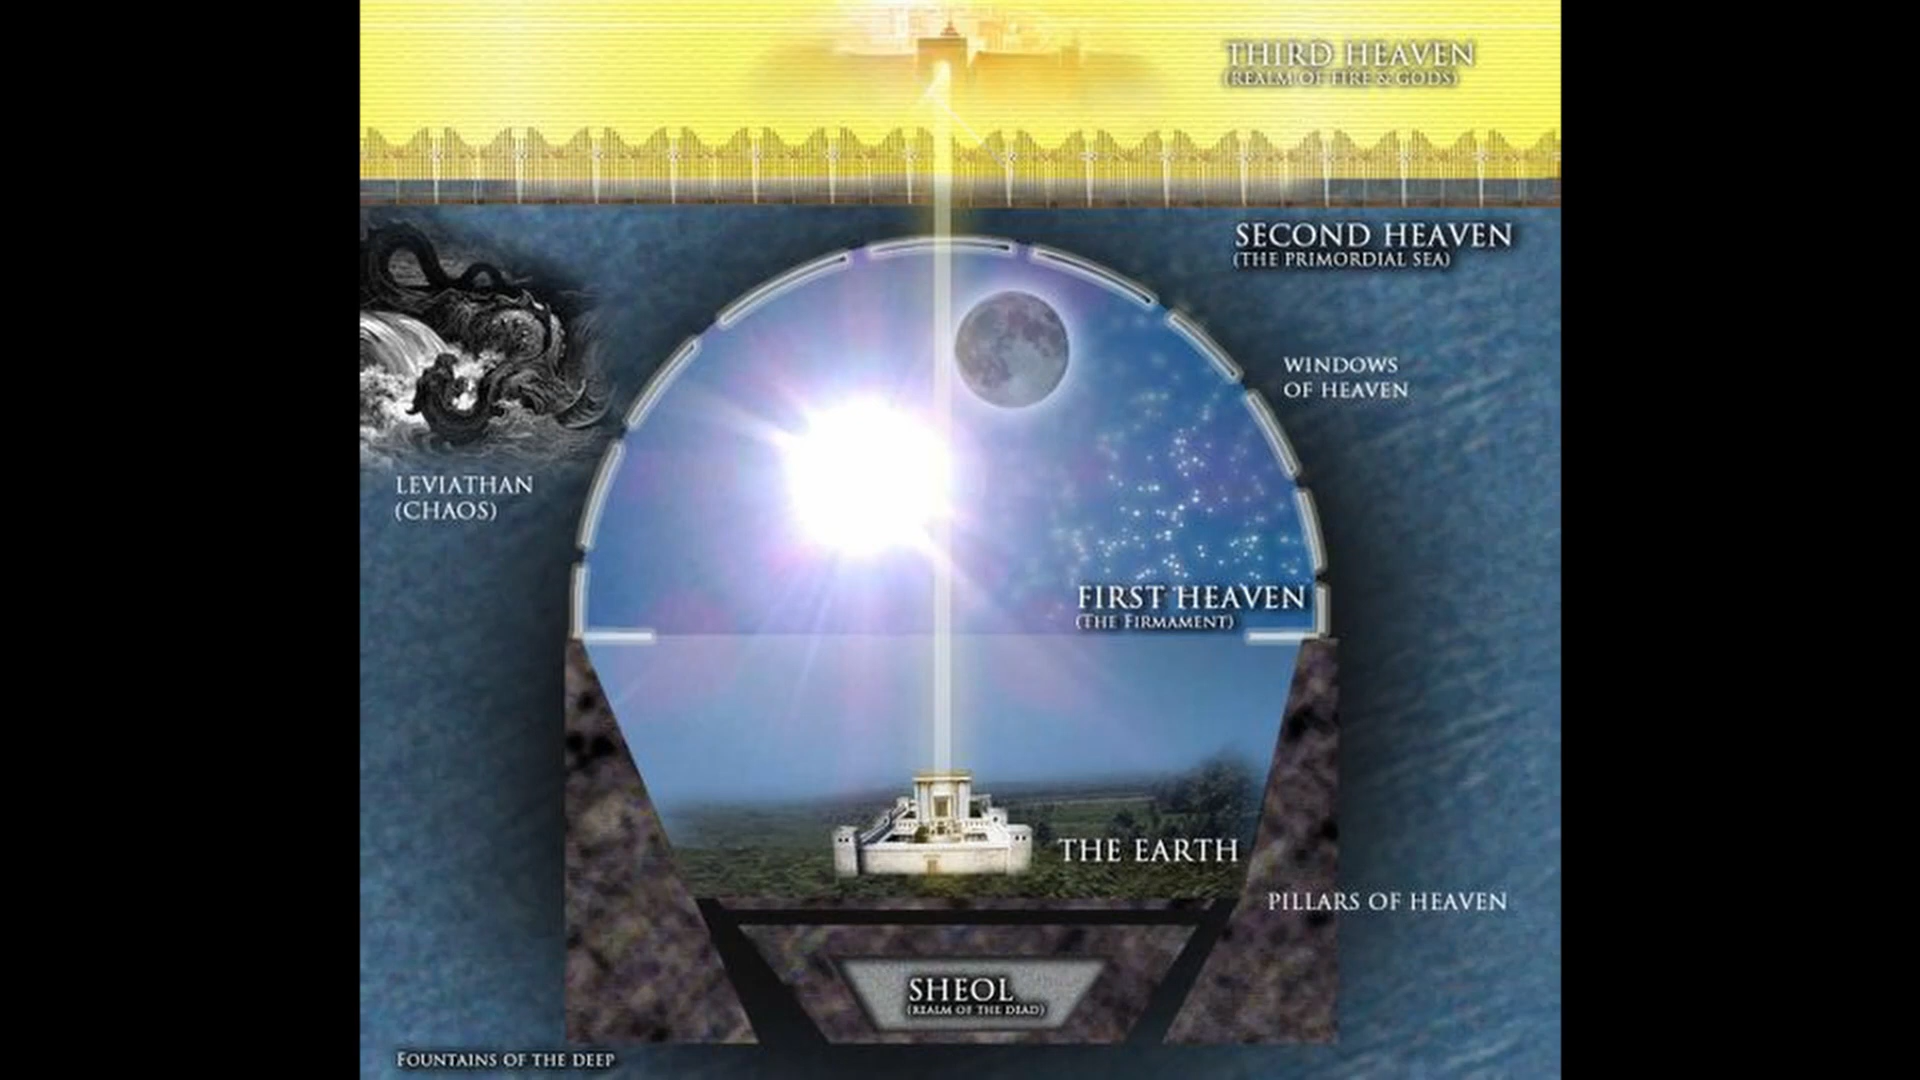 THIRD HEAVEN
(REALM OF FIRE & GODS)
SECOND HEAVEN
(THE PRIMORDIAL SEA)
WINDOWS
OF HEAVEN
LEVIATHAN
(CHAOS)
FIRST HEAVEN
(THE FIRMAMENT)
THE EARTH
PILLARS OF HEAVEN
SHEOL
(REALM OF THE DEAD)
FOUNTAINS OF THE DEEP